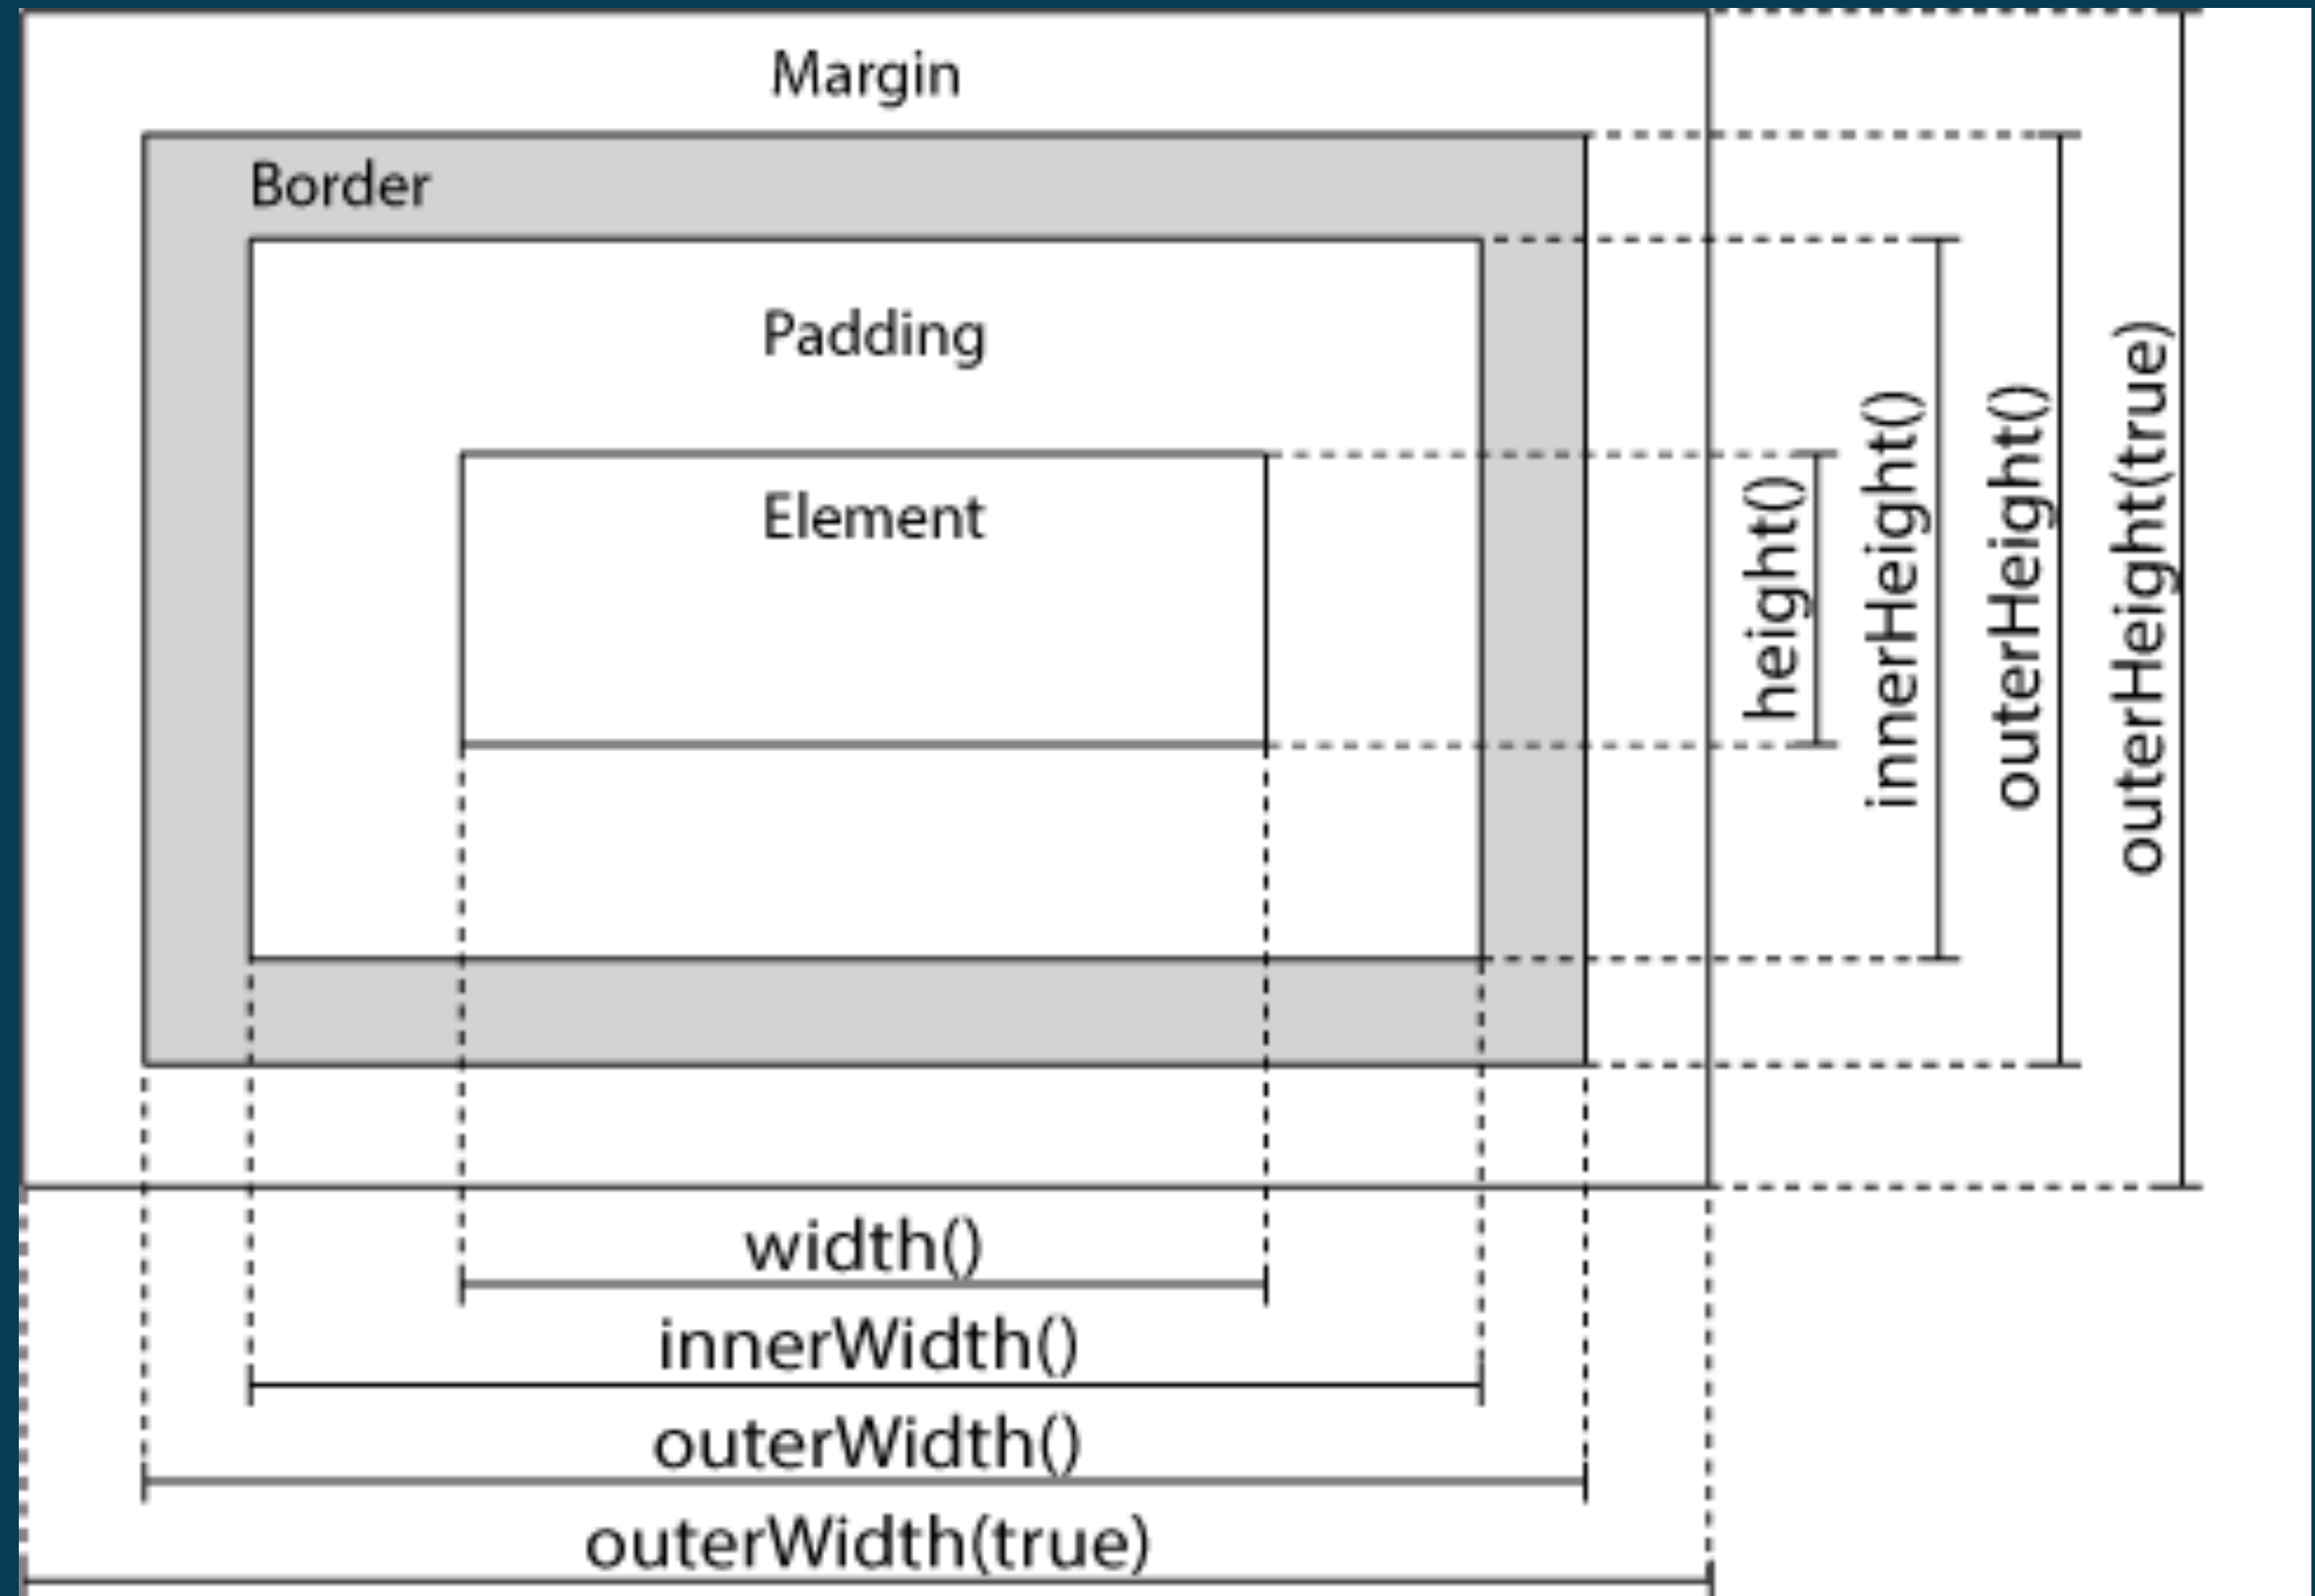 Margin
Border
Padding
Element
height()
innerHeight()
outerHeight()
outerHeight(true)
width()
innerWidth()
outerWidth()
outerWidth(true)